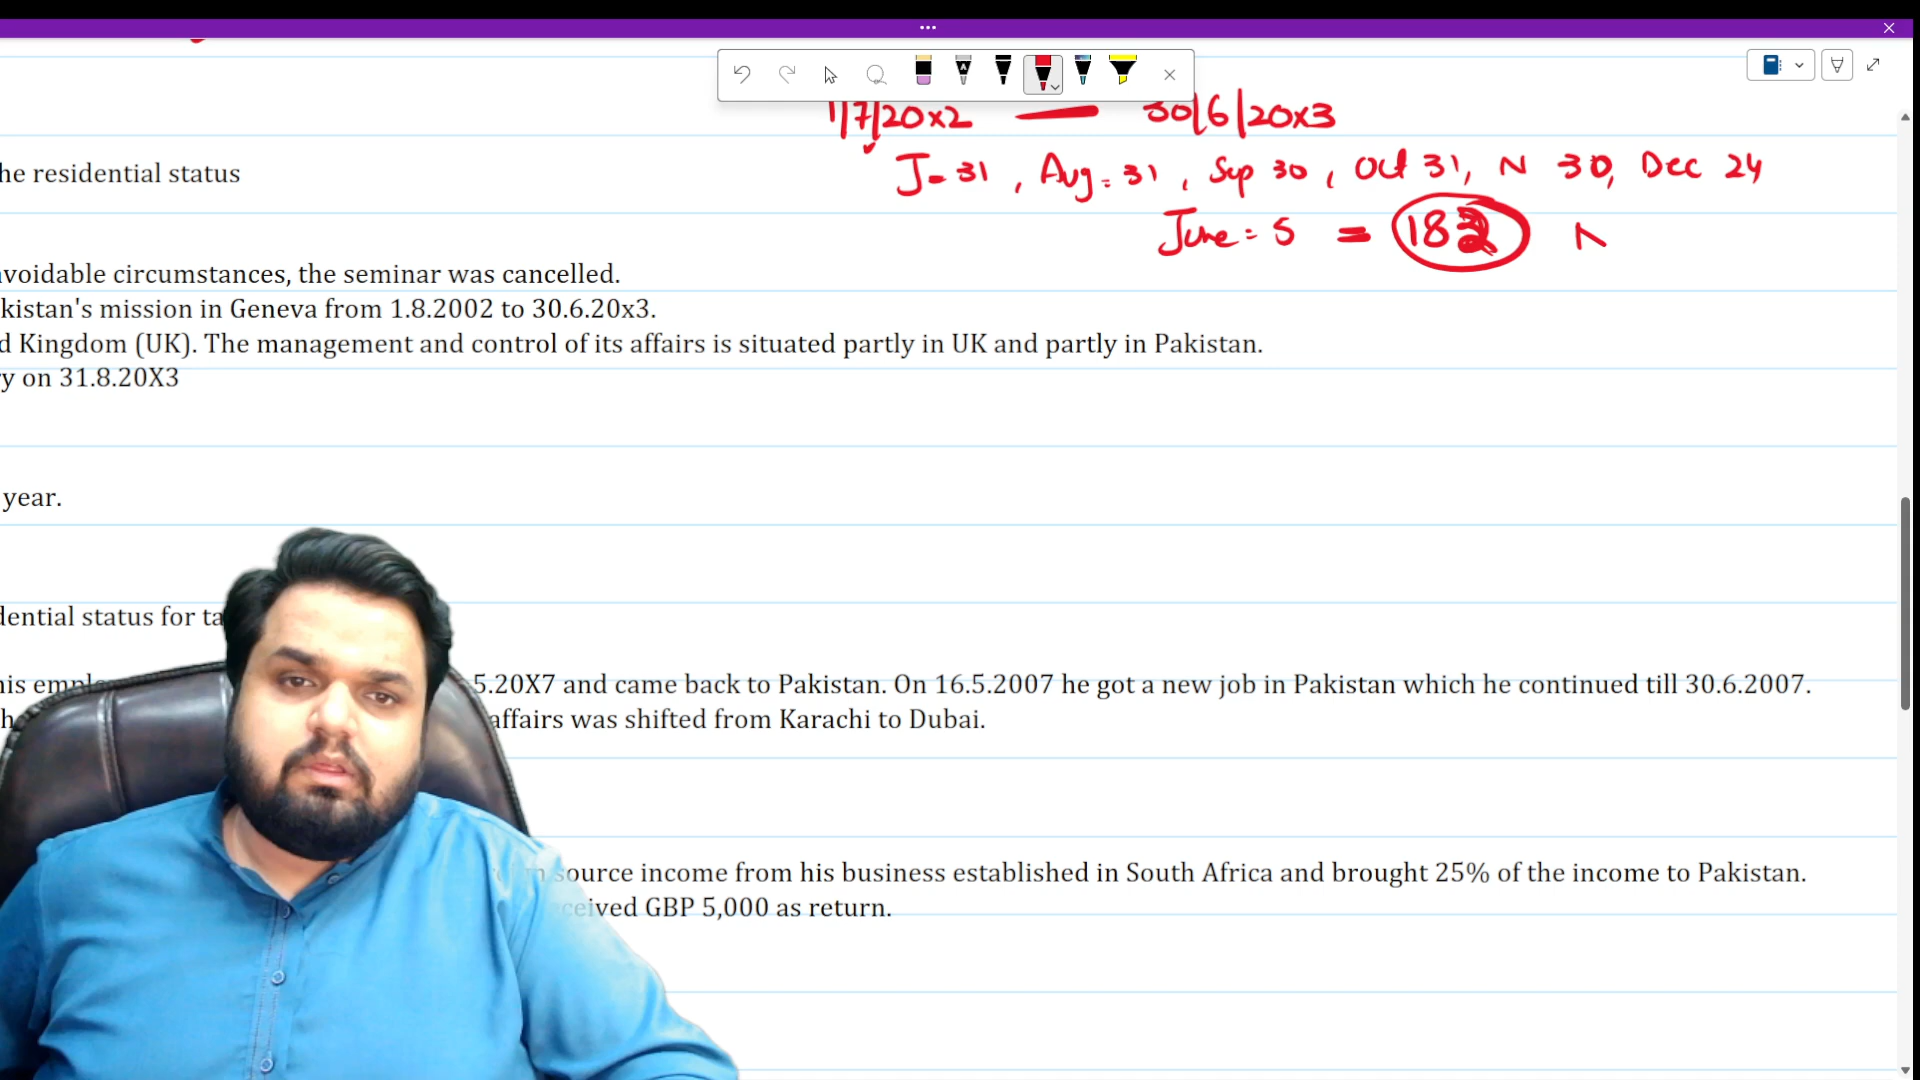 1/7/20x2 — 30/6/20x3
J = 31, Aug = 31, Sep 30, Oct 31, N 30, Dec 24
June = 5 = 182 N
he residential status
voidable circumstances, the seminar was cancelled.
kistan's mission in Geneva from 1.8.2002 to 30.6.20x3.
d Kingdom (UK). The management and control of its affairs is situated partly in UK and partly in Pakistan.
y on 31.8.20X3
year.
dential status for ta
his empl 5.20X7 and came back to Pakistan. On 16.5.2007 he got a new job in Pakistan which he continued till 30.6.2007.
affairs was shifted from Karachi to Dubai.
source income from his business established in South Africa and brought 25% of the income to Pakistan.
ceived GBP 5,000 as return.